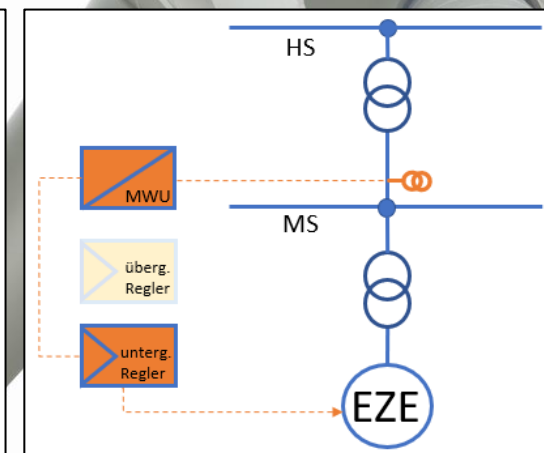 HS
MWU
MS
überg.
Regler
unterg.
Regler
EZE